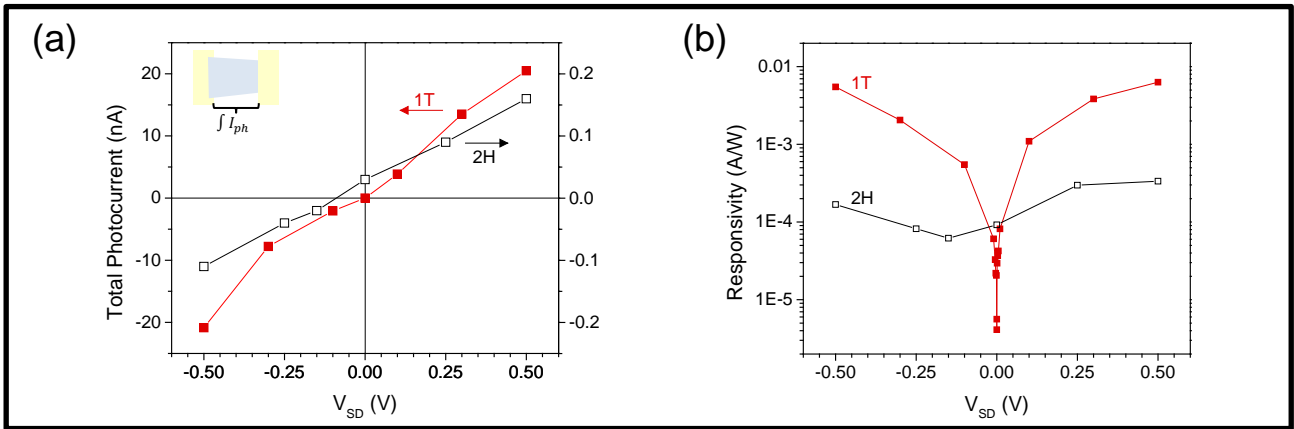 (a)
Total Photocurrent (nA)
20
10
0
-10
-20
0.2
0.1
0.0
-0.1
-0.2
-0.50
-0.25
0.00
0.25
0.50
V_SD (V)
∫ I_ph
1T
2H
(b)
Responsivity (A/W)
0.01
1E-3
1E-4
1E-5
-0.50
-0.25
0.00
0.25
0.50
V_SD (V)
1T
2H